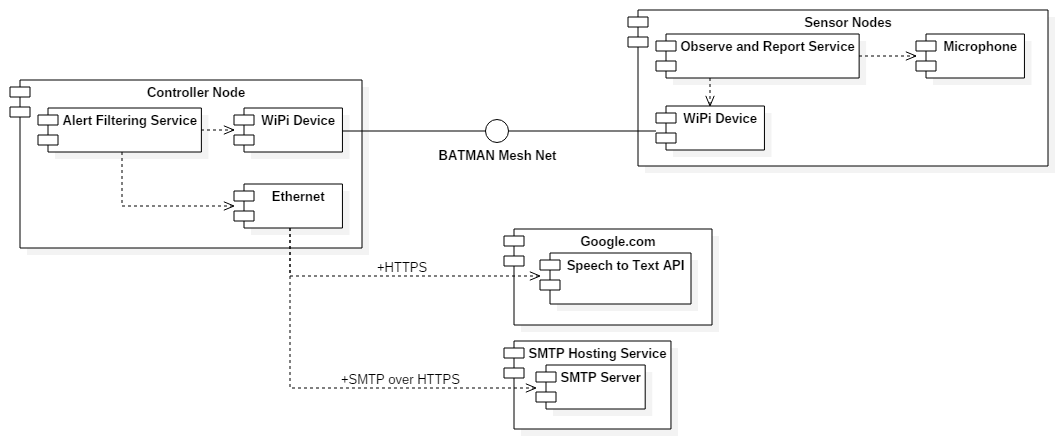 Sensor Nodes
Observe and Report Service
Microphone
WiPi Device
Controller Node
Alert Filtering Service
WiPi Device
BATMAN Mesh Net
Ethernet
Google.com
Speech to Text API
+HTTPS
SMTP Hosting Service
SMTP Server
+SMTP over HTTPS